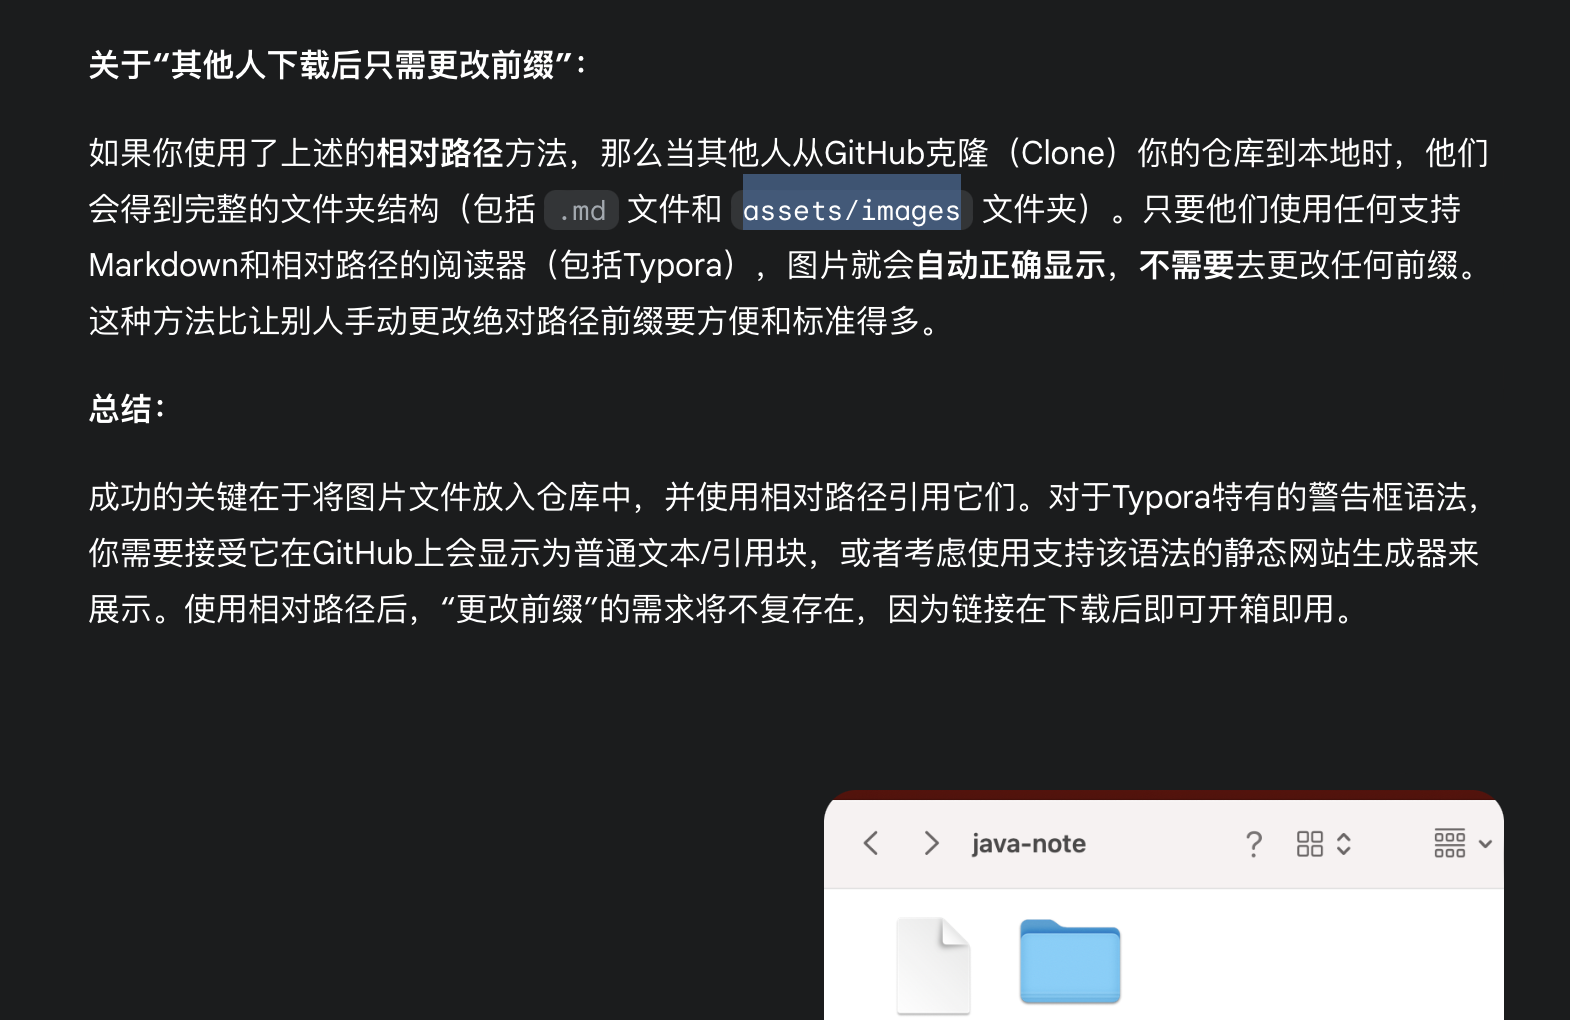 关于“其他人下载后只需更改前缀”：
如果你使用了上述的相对路径方法，那么当其他人从GitHub克隆（Clone）你的仓库到本地时，他们
会得到完整的文件夹结构（包括 .md 文件和 assets/images 文件夹）。只要他们使用任何支持
Markdown和相对路径的阅读器（包括Typora），图片就会自动正确显示，不需要去更改任何前缀。
这种方法比让别人手动更改绝对路径前缀要方便和标准得多。
总结：
成功的关键在于将图片文件放入仓库中，并使用相对路径引用它们。对于Typora特有的警告框语法，
你需要接受它在GitHub上会显示为普通文本/引用块，或者考虑使用支持该语法的静态网站生成器来
展示。使用相对路径后，“更改前缀”的需求将不复存在，因为链接在下载后即可开箱即用。
java-note
?